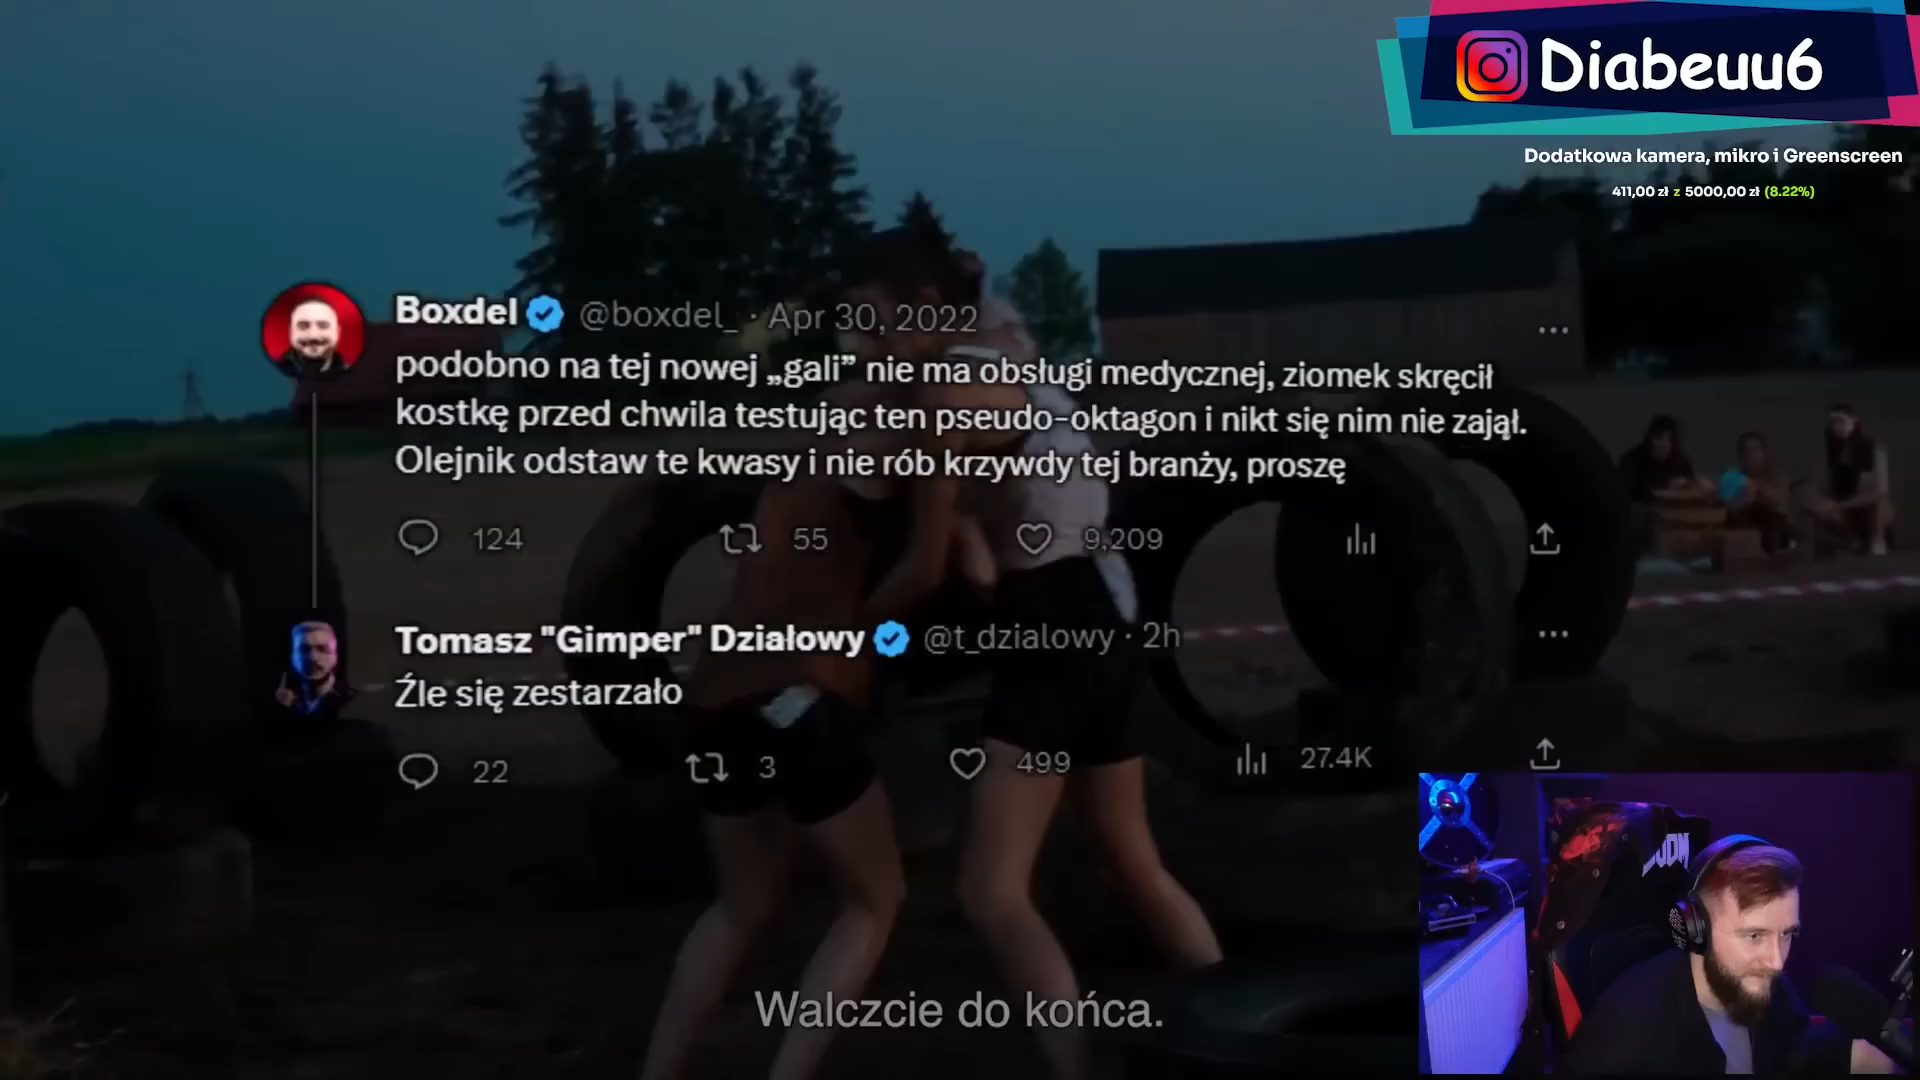 Diabeuu6
Dodatkowa kamera, mikro i Greenscreen
411,00 zł z 5000,00 zł (8.22%)
Boxdel @boxdel_ · Apr 30, 2022
podobno na tej nowej „gali” nie ma obsługi medycznej, ziomek skręcił
kostkę przed chwila testując ten pseudo-oktagon i nikt się nim nie zajął.
Olejnik odstaw te kwasy i nie rób krzywdy tej branży, proszę
124 55 9,209
Tomasz "Gimper" Działowy @t_dzialowy · 2h
Źle się zestarzało
22 3 499 27.4K
Walczcie do końca.